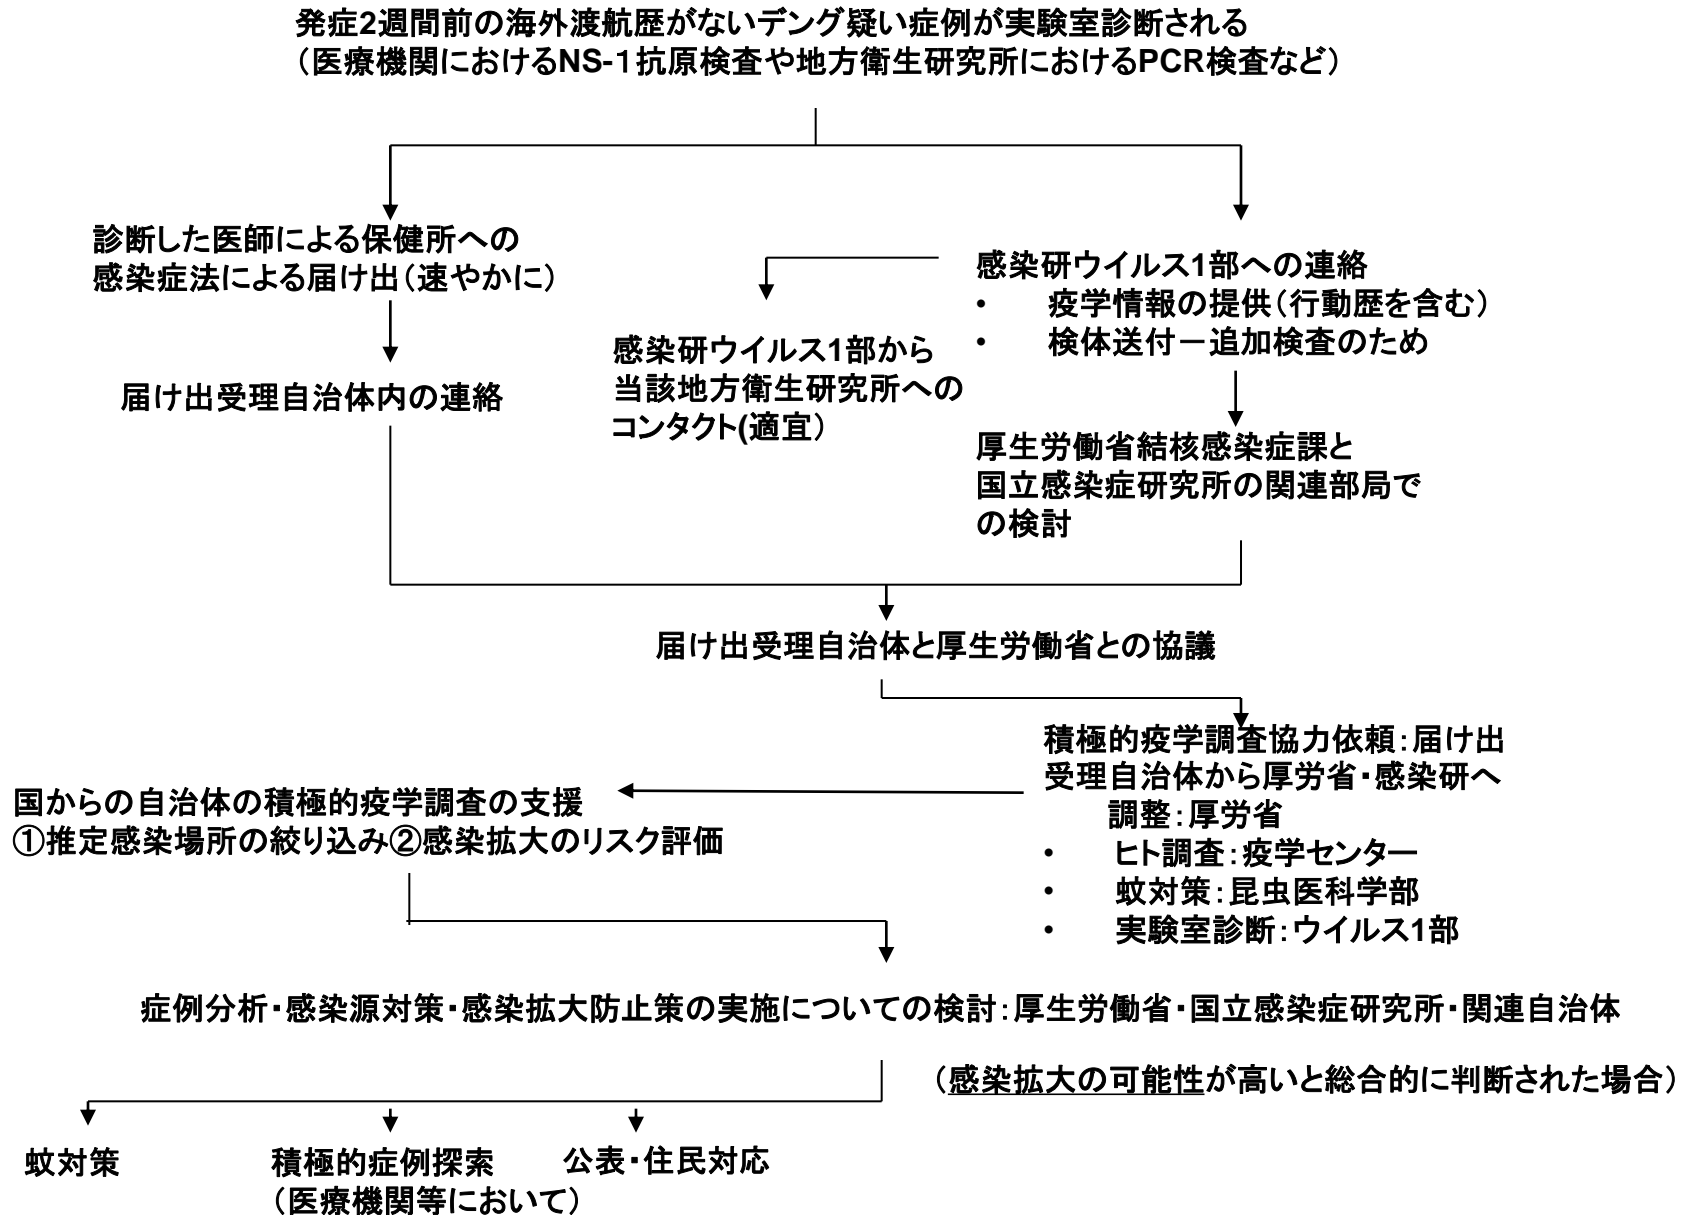 発症2週間前の海外渡航歴がないデング疑い症例が実験室診断される
（医療機関におけるNS-１抗原検査や地方衛生研究所におけるPCR検査など）
診断した医師による保健所への
感染症法による届け出（速やかに）
届け出受理自治体内の連絡
感染研ウイルス1部から
当該地方衛生研究所への
コンタクト(適宜）
感染研ウイルス1部への連絡
• 疫学情報の提供（行動歴を含む）
• 検体送付－追加検査のため
厚生労働省結核感染症課と
国立感染症研究所の関連部局で
の検討
届け出受理自治体と厚生労働省との協議
積極的疫学調査協力依頼：届け出
受理自治体から厚労省・感染研へ
調整：厚労省
• ヒト調査：疫学センター
• 蚊対策：昆虫医科学部
• 実験室診断：ウイルス1部
国からの自治体の積極的疫学調査の支援
①推定感染場所の絞り込み②感染拡大のリスク評価
症例分析・感染源対策・感染拡大防止策の実施についての検討：厚生労働省・国立感染症研究所・関連自治体
（感染拡大の可能性が高いと総合的に判断された場合）
蚊対策
積極的症例探索
（医療機関等において）
公表・住民対応